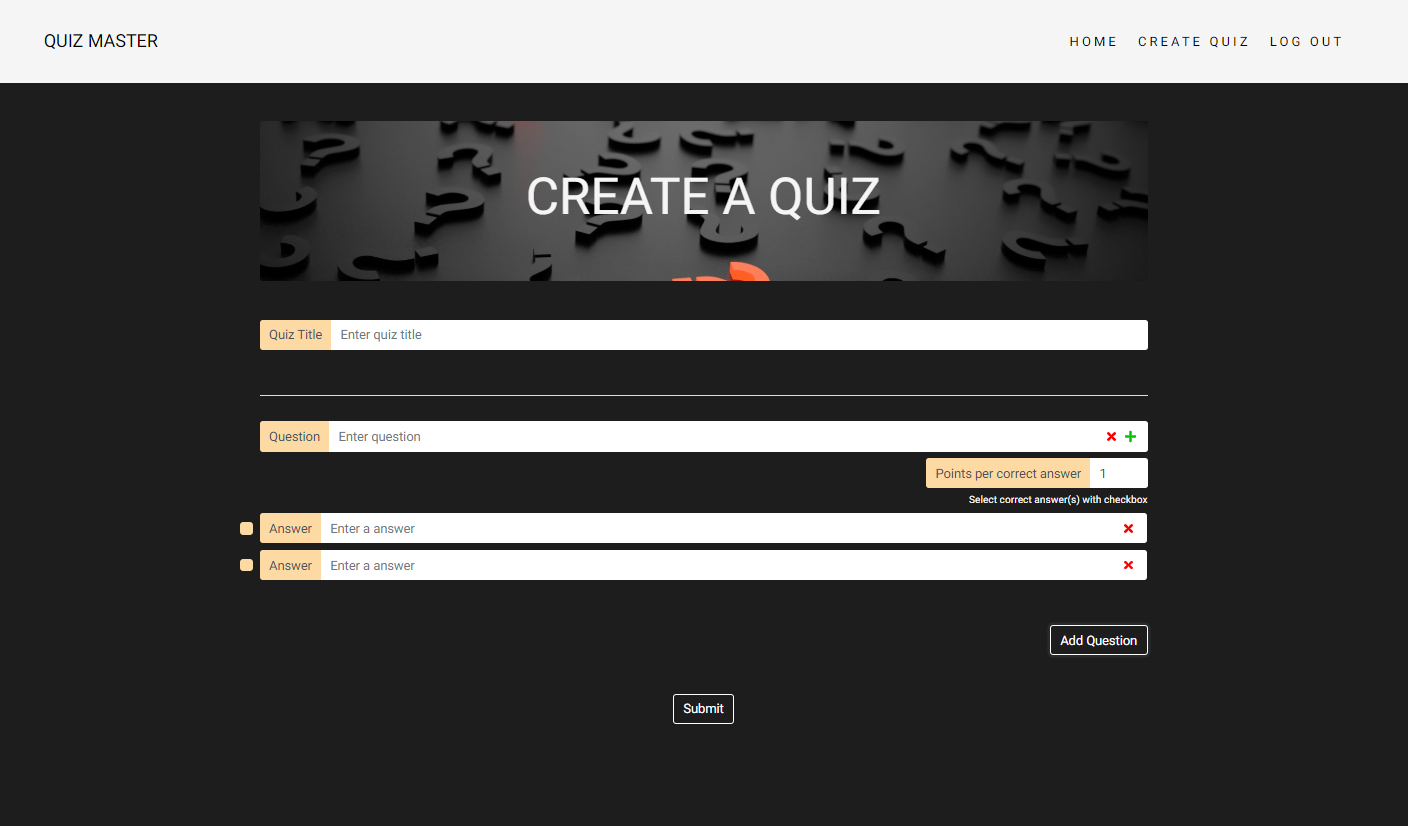 QUIZ MASTER
HOME CREATE QUIZ LOG OUT
CREATE A QUIZ
Quiz Title Enter quiz title
Question Enter question
Points per correct answer 1
Select correct answer(s) with checkbox
Answer Enter a answer
Answer Enter a answer
Add Question
Submit